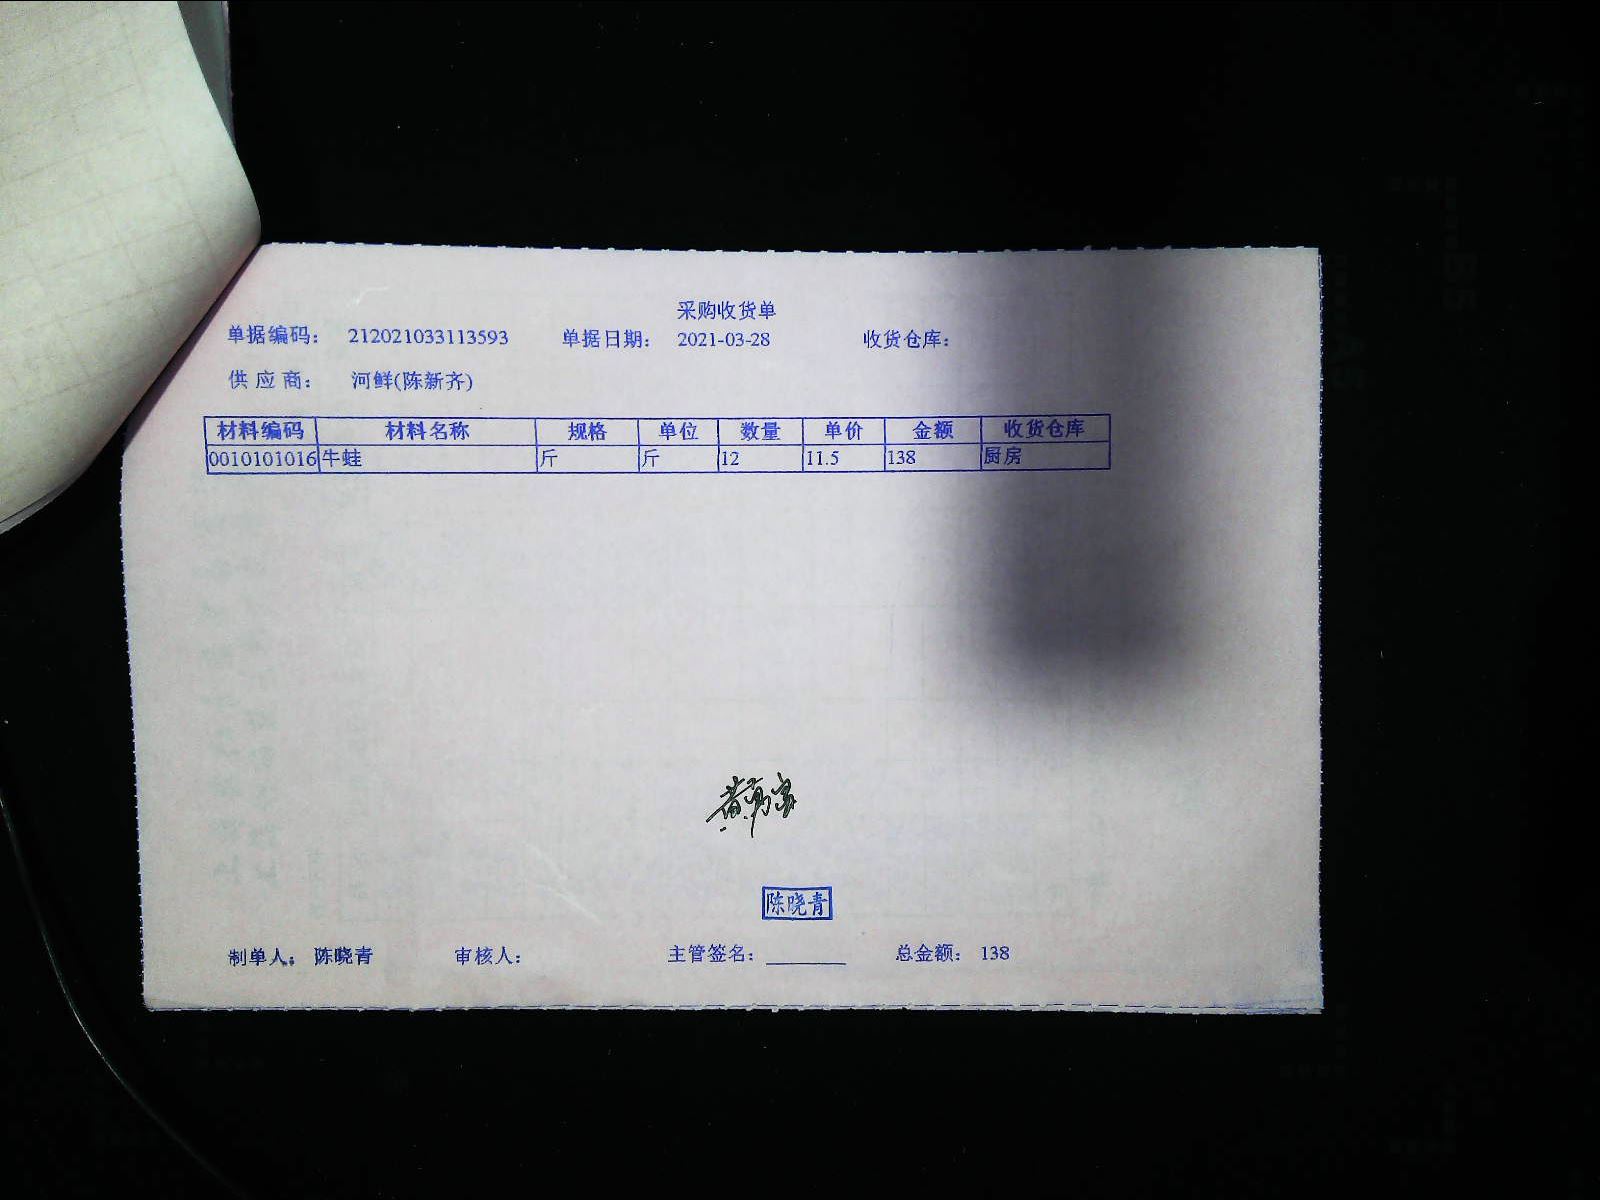 采购收货单
单据编码： 212021033113593 单据日期： 2021-03-28 收货仓库：
供应商： 河鲜(陈新齐)
材料编码 材料名称 规格 单位 数量 单价 金额 收货仓库
0010101016 牛蛙 斤 斤 12 11.5 138 厨房
陈晓青
制单人： 陈晓青 审核人： 主管签名： 总金额： 138